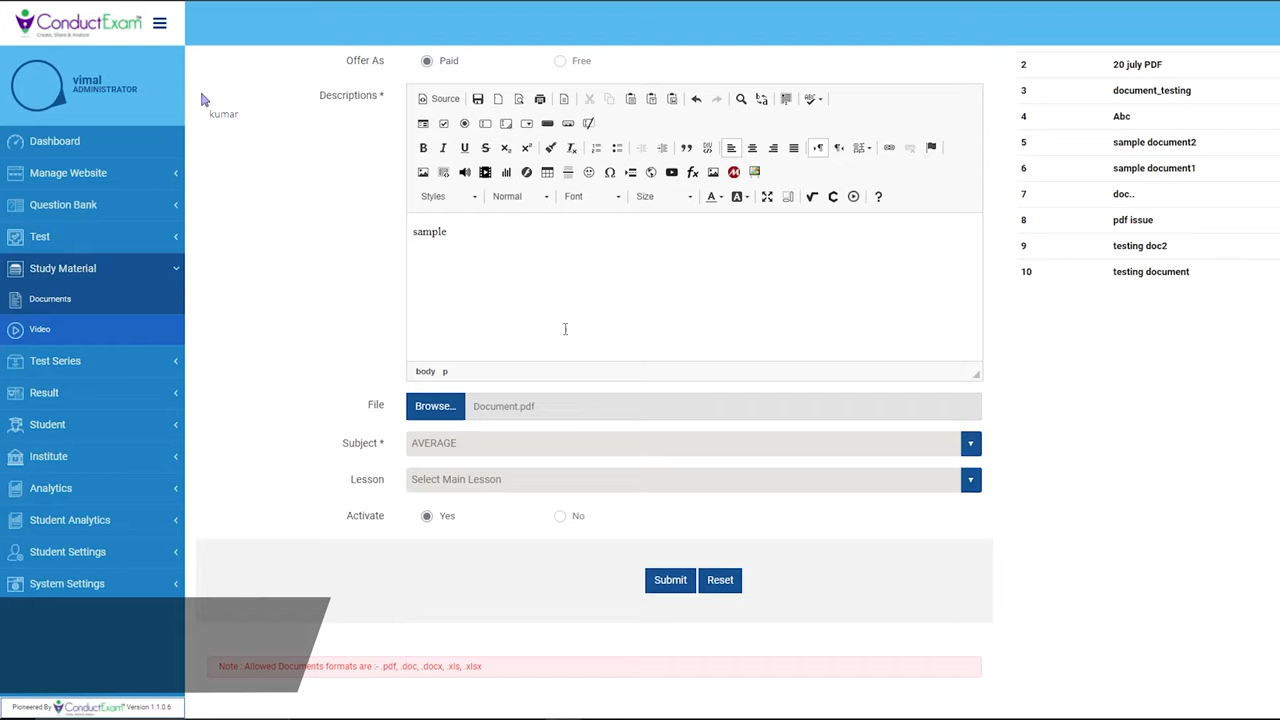 ConductExam
Create, Share & Analyze
vimal
ADMINISTRATOR
kumar
Dashboard
Manage Website
Question Bank
Test
Study Material
Documents
Video
Test Series
Result
Student
Institute
Analytics
Student Analytics
Student Settings
System Settings
Pioneered By ConductExam Version 1.1.0.6
Offer As Paid Free
Descriptions *
Source
Styles Normal Font Size
sample
body p
File Browse... Document.pdf
Subject * AVERAGE
Lesson Select Main Lesson
Activate Yes No
Submit Reset
Note : Allowed Documents formats are :- .pdf, .doc, .docx, .xls, .xlsx
2 20 july PDF
3 document_testing
4 Abc
5 sample document2
6 sample document1
7 doc..
8 pdf issue
9 testing doc2
10 testing document